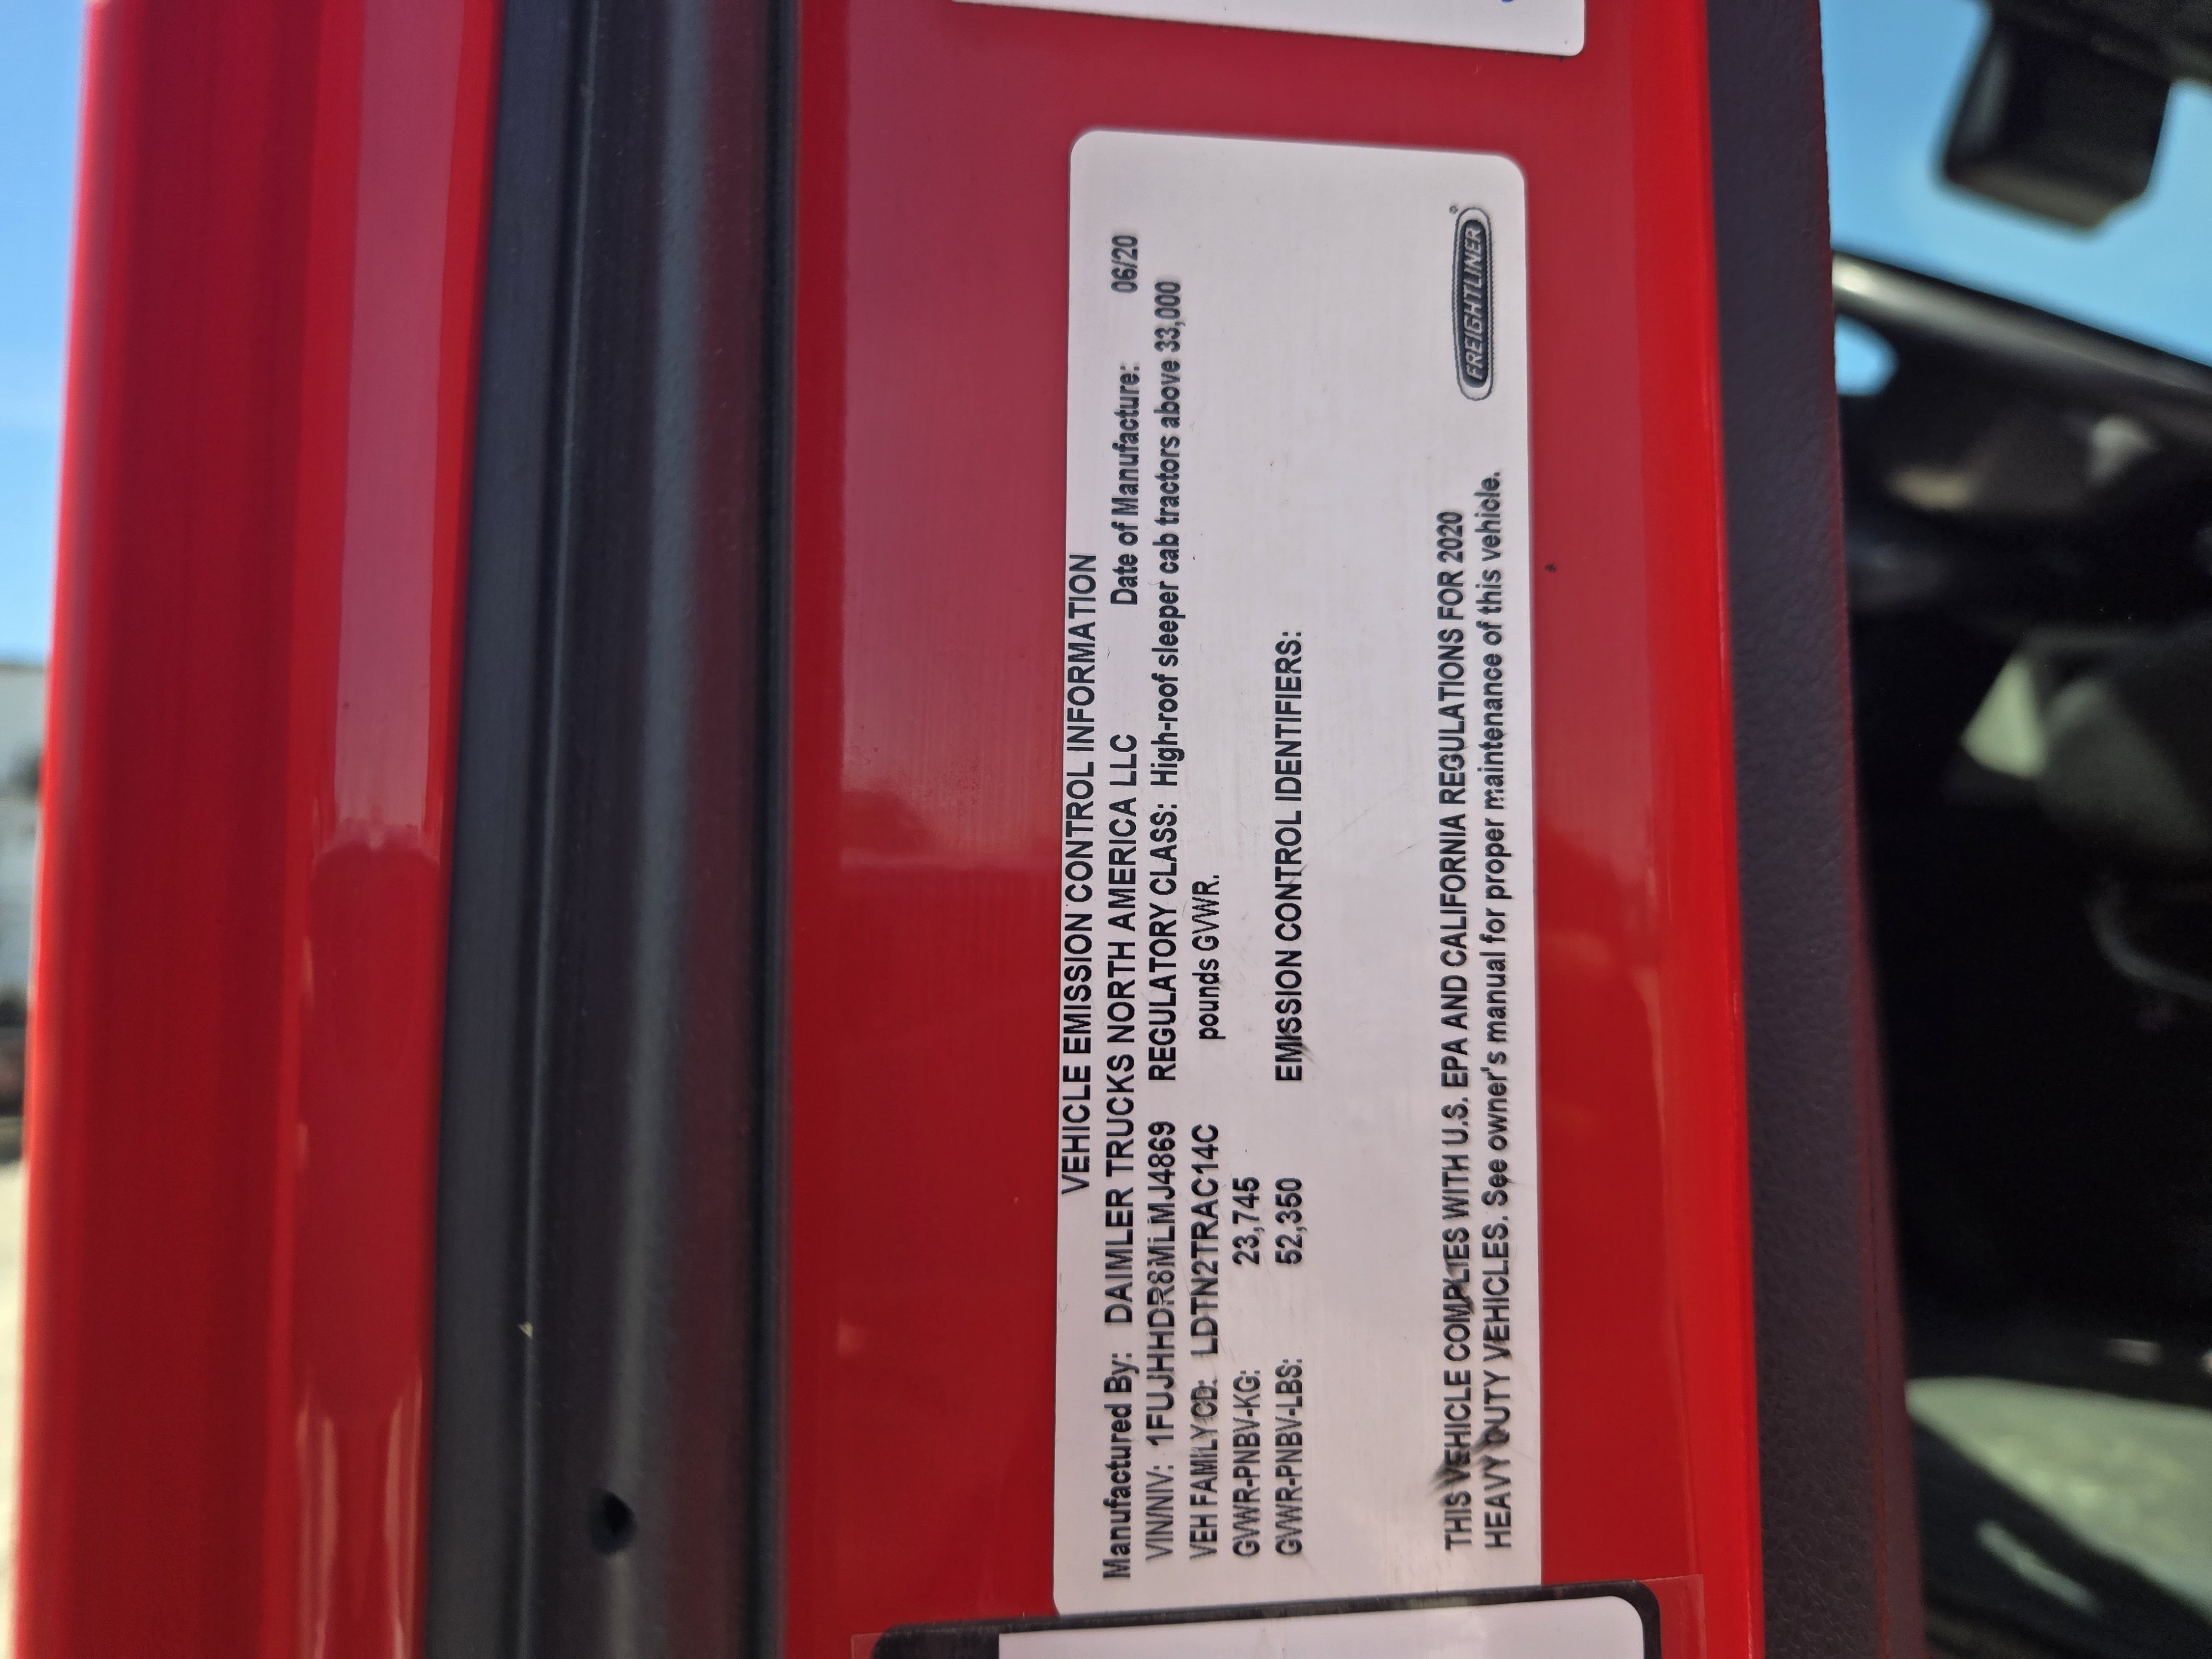 VEHICLE EMISSION CONTROL INFORMATION
Manufactured By: DAIMLER TRUCKS NORTH AMERICA LLC Date of Manufacture: 06/20
VIN/NIV: 1FUJHHDR8MLMJ4869 REGULATORY CLASS: High-roof sleeper cab tractors above 33,000
VEH FAMILY CD: LDTN2TRAC14C pounds GVWR.
GVWR-PNBV-KG: 23,745
GVWR-PNBV-LBS: 52,350 EMISSION CONTROL IDENTIFIERS:
THIS VEHICLE COMPLIES WITH U.S. EPA AND CALIFORNIA REGULATIONS FOR 2020
HEAVY DUTY VEHICLES. See owner's manual for proper maintenance of this vehicle.
FREIGHTLINER®